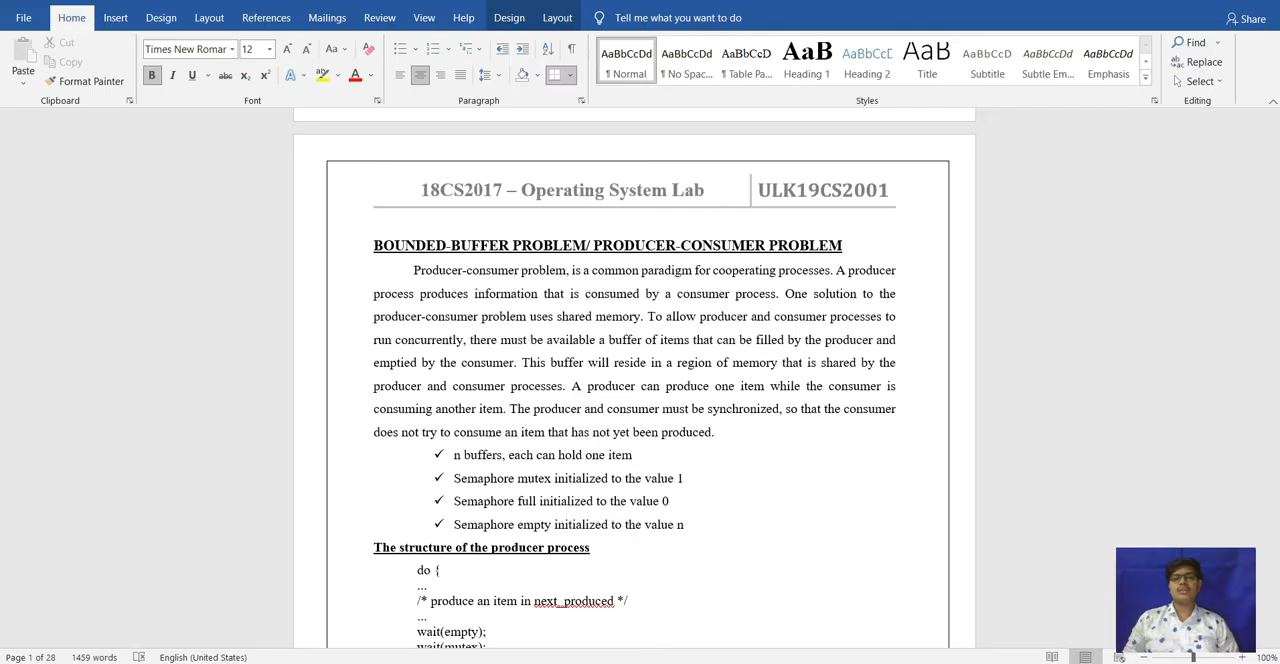 File Home Insert Design Layout References Mailings Review View Help Design Layout Tell me what you want to do Share
Cut
Copy
Format Painter
Paste
Clipboard
Times New Romar 12
Aa
B I U abc x₂ x² A A
Font
Paragraph
AaBbCcDd AaBbCcDd AaBbCcD AaB AaBbCcD AaB AaBbCcD AaBbCcDd AaBbCcDd
¶ Normal ¶ No Spac... ¶ Table Pa... Heading 1 Heading 2 Title Subtitle Subtle Em... Emphasis
Styles
Find
Replace
Select
Editing
18CS2017 – Operating System Lab ULK19CS2001
BOUNDED-BUFFER PROBLEM/ PRODUCER-CONSUMER PROBLEM
Producer-consumer problem, is a common paradigm for cooperating processes. A producer
process produces information that is consumed by a consumer process. One solution to the
producer-consumer problem uses shared memory. To allow producer and consumer processes to
run concurrently, there must be available a buffer of items that can be filled by the producer and
emptied by the consumer. This buffer will reside in a region of memory that is shared by the
producer and consumer processes. A producer can produce one item while the consumer is
consuming another item. The producer and consumer must be synchronized, so that the consumer
does not try to consume an item that has not yet been produced.
✓ n buffers, each can hold one item
✓ Semaphore mutex initialized to the value 1
✓ Semaphore full initialized to the value 0
✓ Semaphore empty initialized to the value n
The structure of the producer process
do {
...
/* produce an item in next_produced */
...
wait(empty);
wait(mutex);
Page 1 of 28 1459 words English (United States) 100%